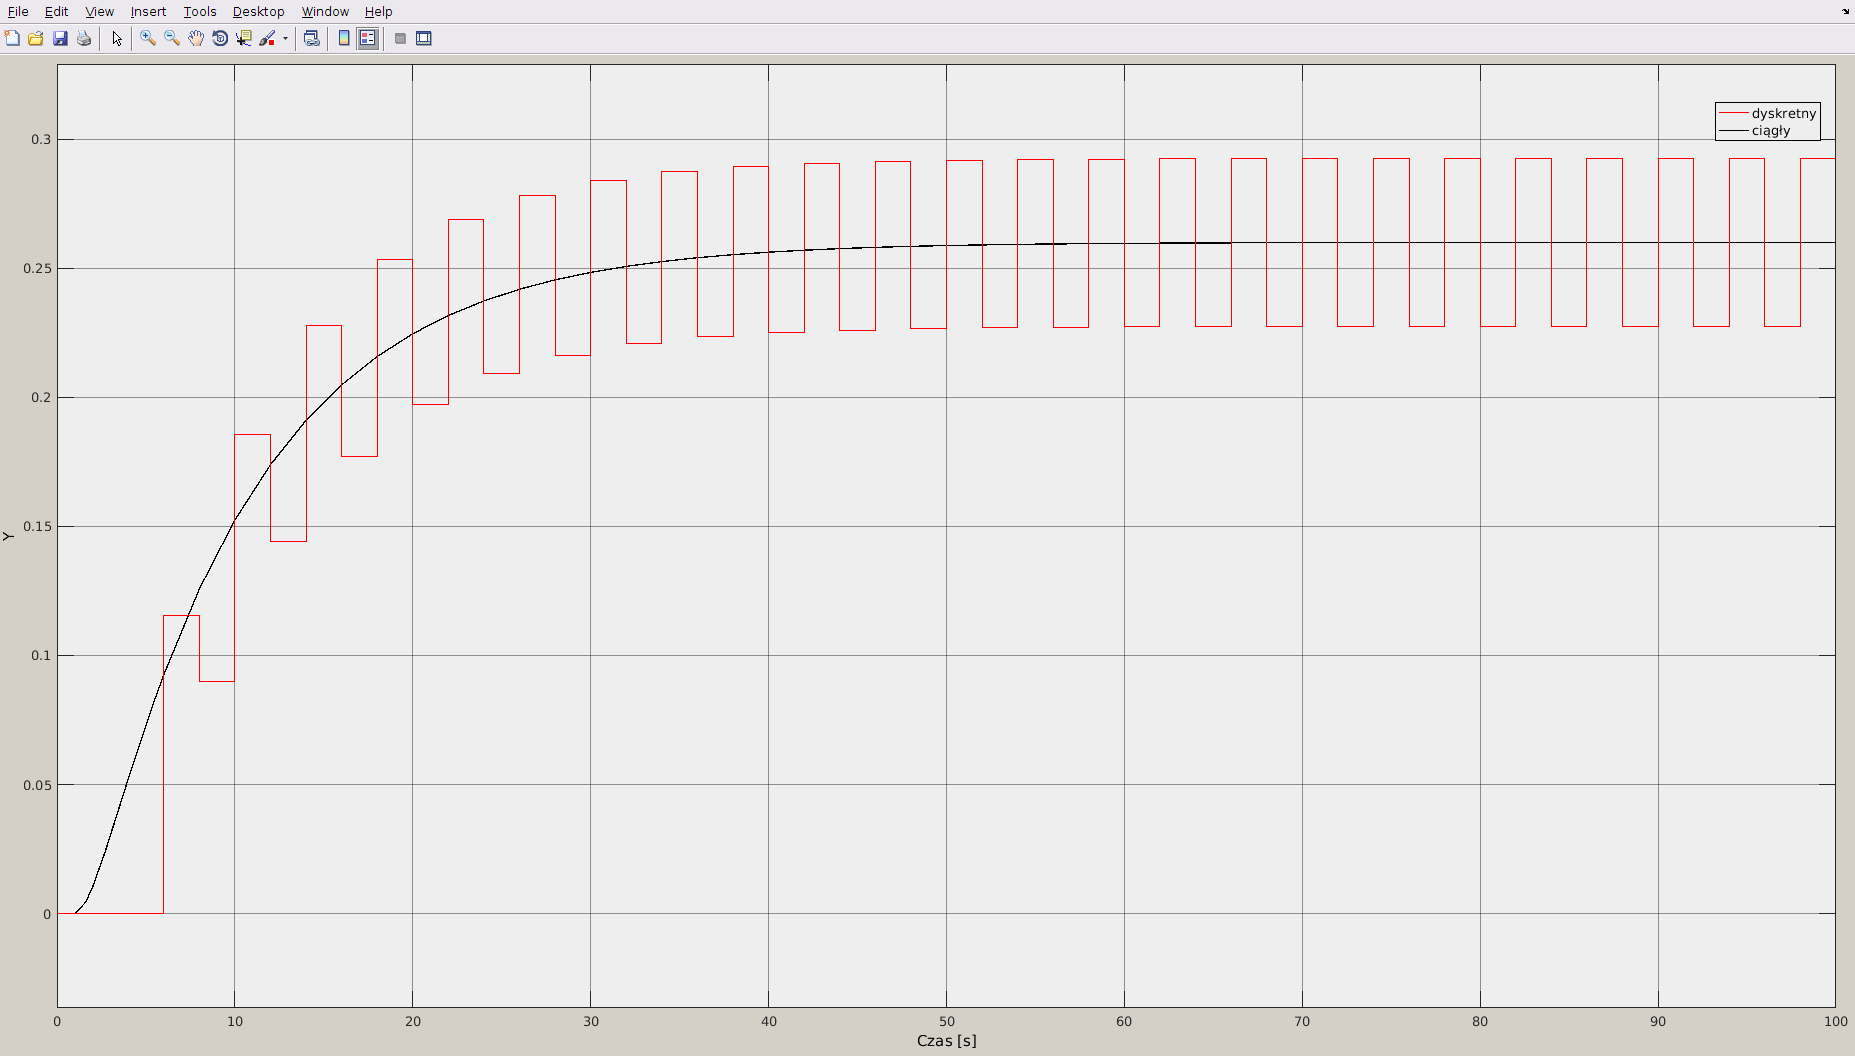 File Edit View Insert Tools Desktop Window Help
dyskretny
ciągły
0.3
0.25
0.2
0.15
0.1
0.05
0
Y
0 10 20 30 40 50 60 70 80 90 100
Czas [s]